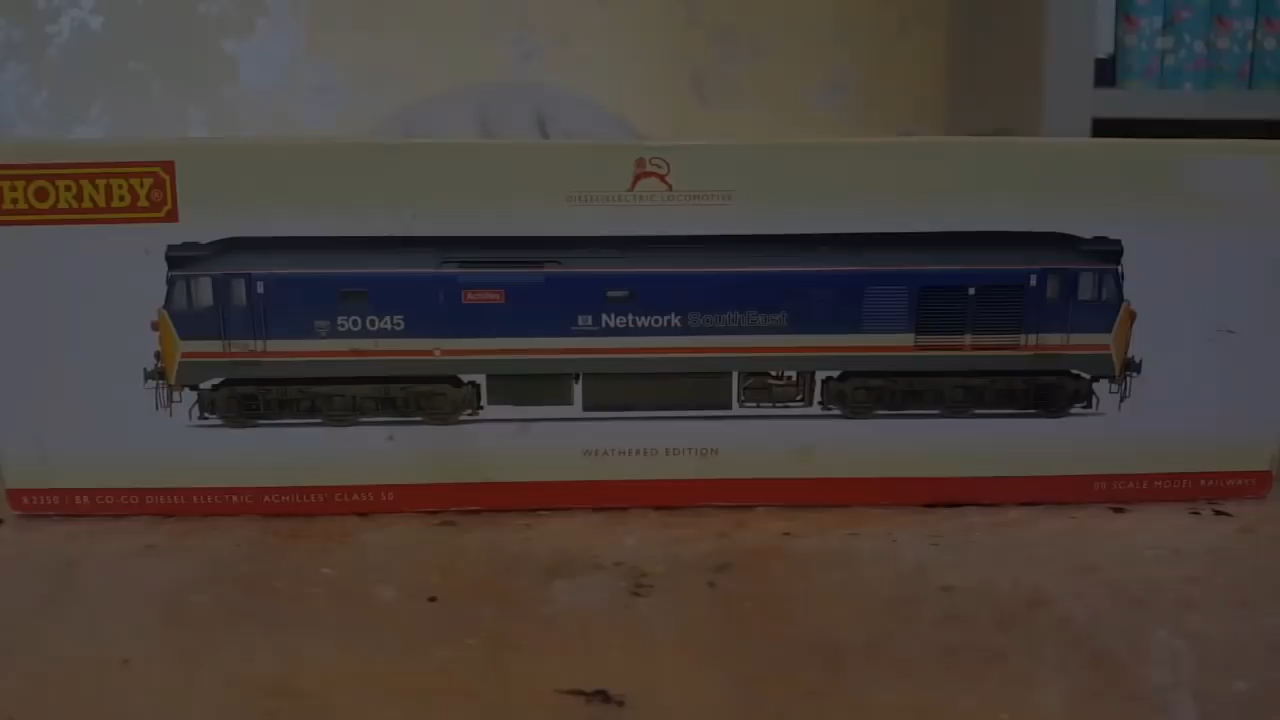 HORNBY®
DIESEL ELECTRIC LOCOMOTIVE
Achilles
50 045
Network SouthEast
WEATHERED EDITION
R2350 / BR CO-CO DIESEL ELECTRIC 'ACHILLES' CLASS 50
00 SCALE MODEL RAILWAYS